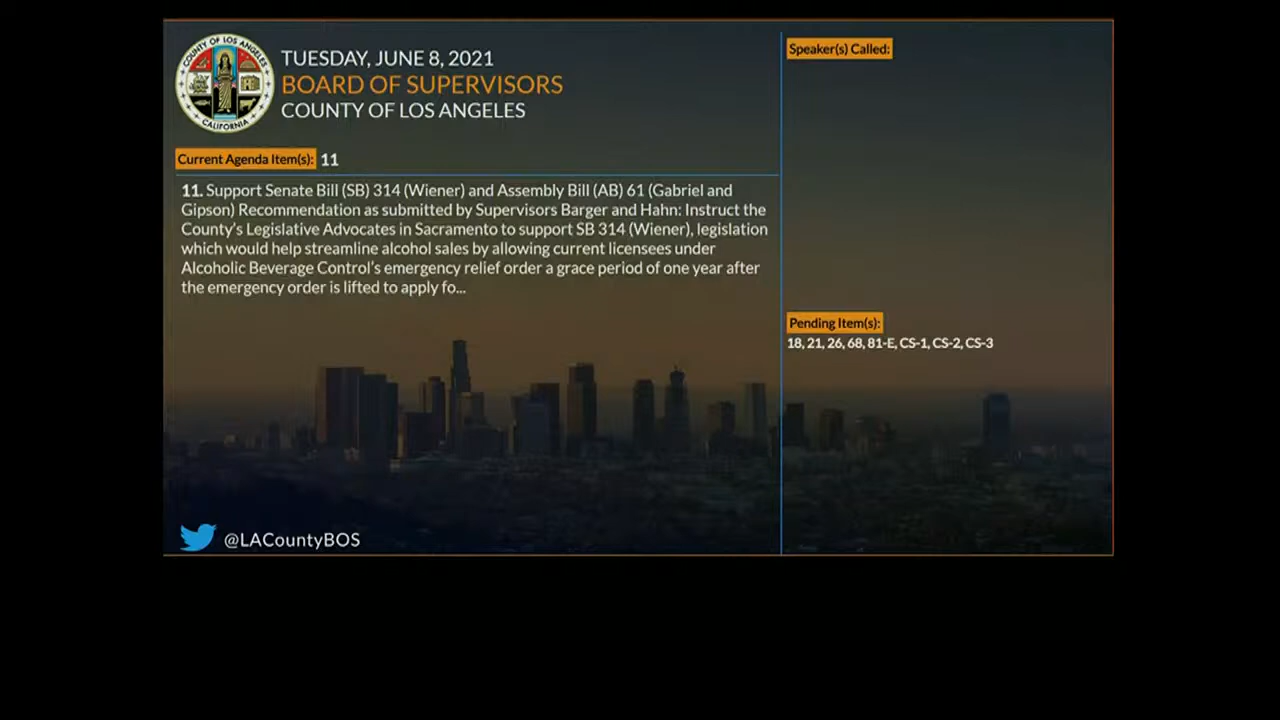 COUNTY OF LOS ANGELES
CALIFORNIA
TUESDAY, JUNE 8, 2021
BOARD OF SUPERVISORS
COUNTY OF LOS ANGELES
Current Agenda Item(s): 11
11. Support Senate Bill (SB) 314 (Wiener) and Assembly Bill (AB) 61 (Gabriel and
Gipson) Recommendation as submitted by Supervisors Barger and Hahn: Instruct the
County's Legislative Advocates in Sacramento to support SB 314 (Wiener), legislation
which would help streamline alcohol sales by allowing current licensees under
Alcoholic Beverage Control's emergency relief order a grace period of one year after
the emergency order is lifted to apply fo...
@LACountyBOS
Speaker(s) Called:
Pending Item(s):
18, 21, 26, 68, 81-E, CS-1, CS-2, CS-3